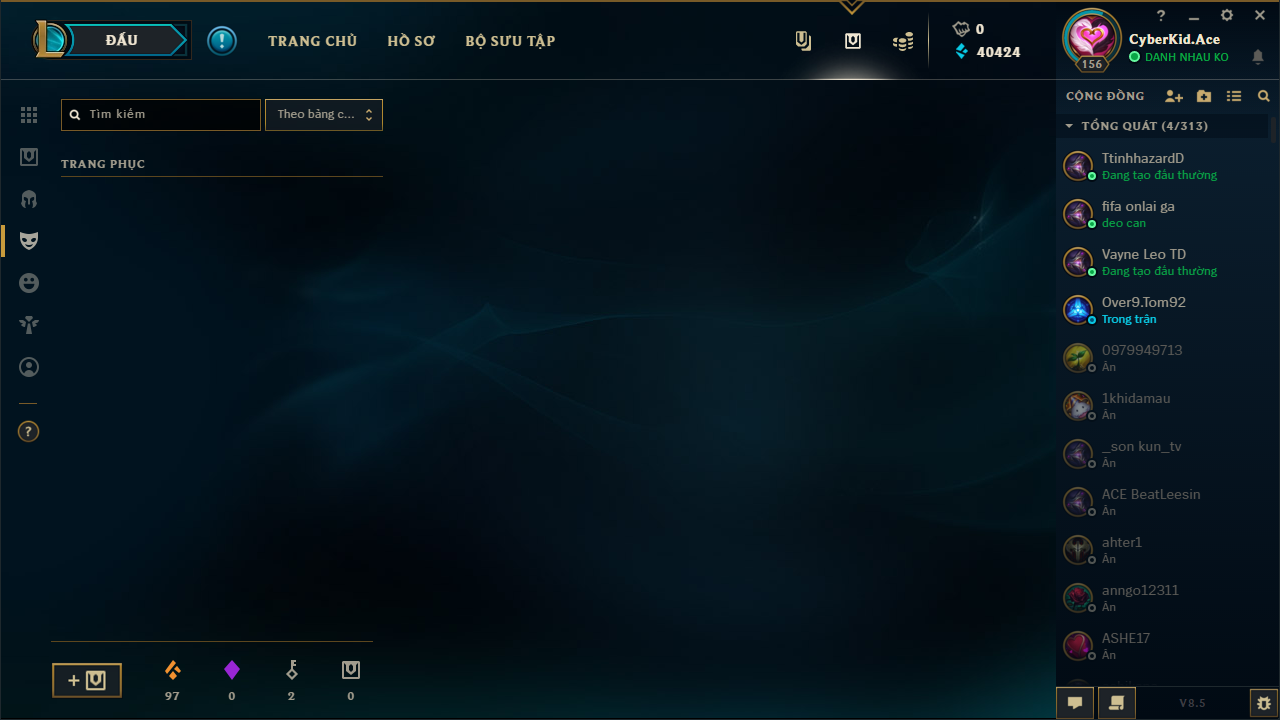 ĐẤU
TRANG CHỦ
HỒ SƠ
BỘ SƯU TẬP
0
40424
156
CyberKid.Ace
DANH NHAU KO
Tìm kiếm
Theo bảng c...
TRANG PHỤC
97
0
2
0
CỘNG ĐỒNG
TỔNG QUÁT (4/313)
TtinhhazardD
Đang tạo đấu thường
fifa onlai ga
deo can
Vayne Leo TD
Đang tạo đấu thường
Over9.Tom92
Trong trận
0979949713
Ẩn
1khidamau
Ẩn
_son kun_tv
Ẩn
ACE BeatLeesin
Ẩn
ahter1
Ẩn
anngo12311
Ẩn
ASHE17
Ẩn
V8.5